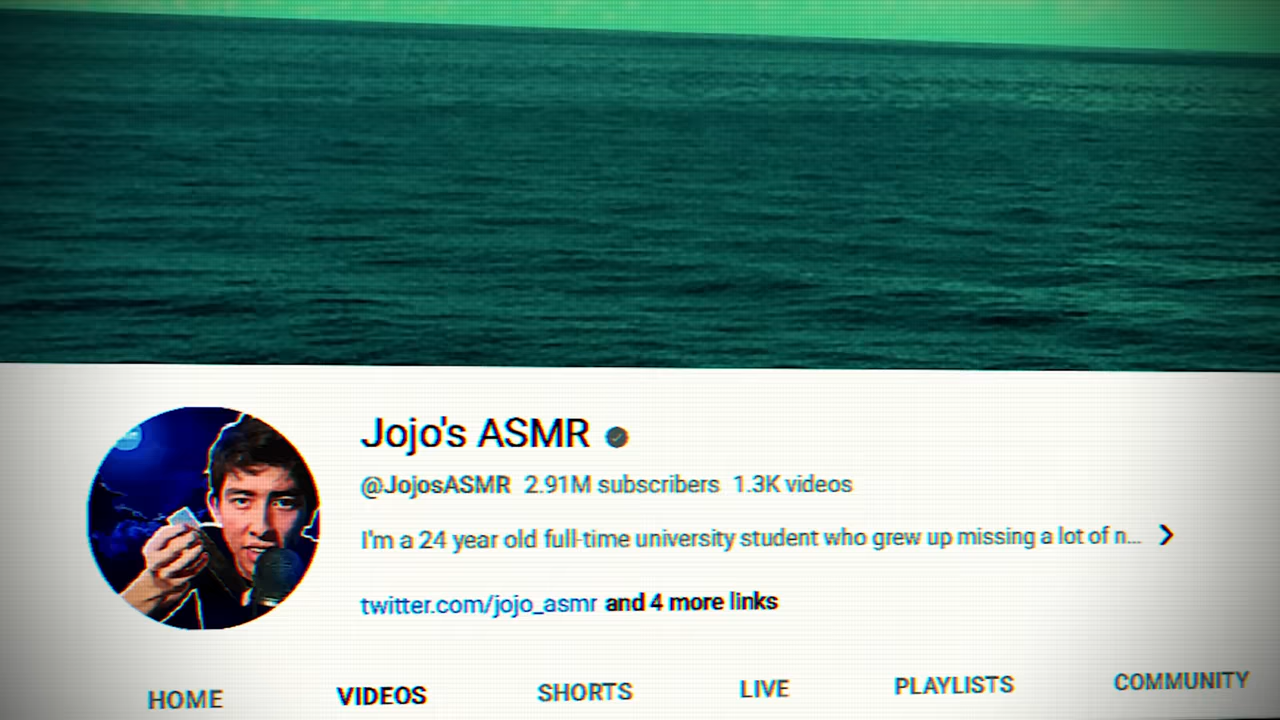 Jojo's ASMR
@JojosASMR 2.91M subscribers 1.3K videos
I'm a 24 year old full-time university student who grew up missing a lot of n...
twitter.com/jojo_asmr and 4 more links
HOME VIDEOS SHORTS LIVE PLAYLISTS COMMUNITY